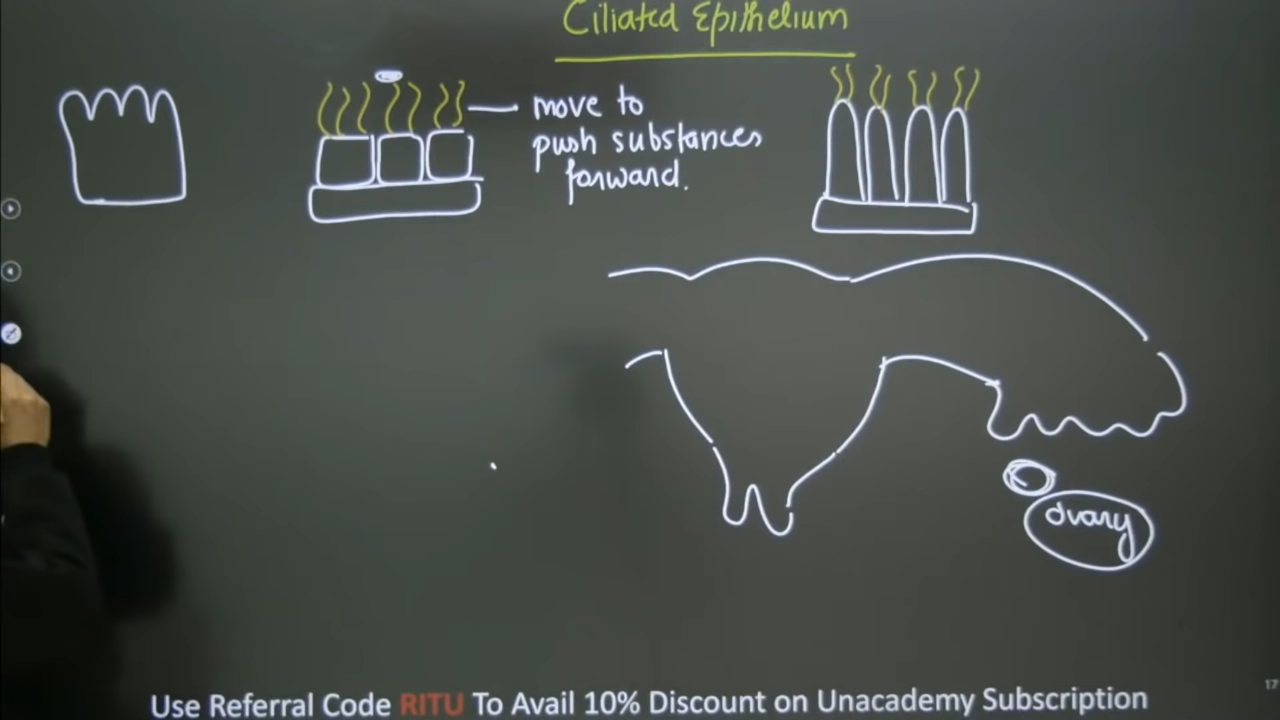 Ciliated Epithelium
move to
push substances
forward.
ovary
Use Referral Code RITU To Avail 10% Discount on Unacademy Subscription
17